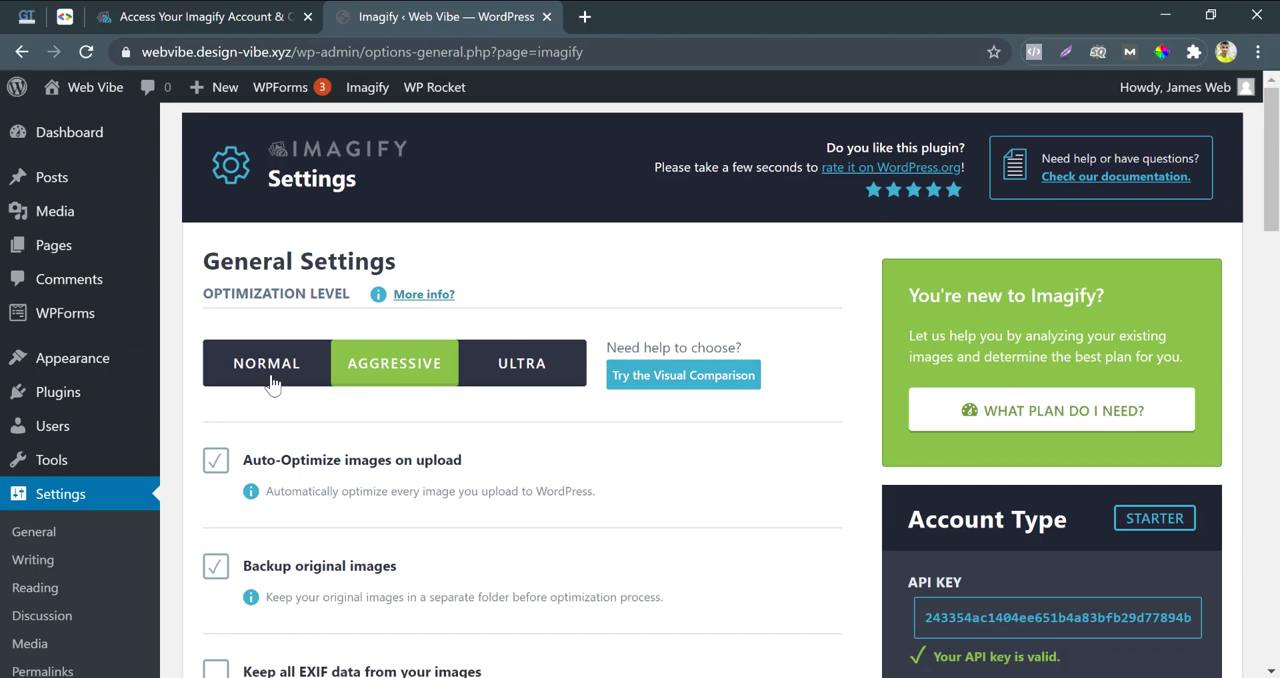 GT
Access Your Imagify Account & C
Imagify ‹ Web Vibe — WordPress
webvibe.design-vibe.xyz/wp-admin/options-general.php?page=imagify
SQ
M
Web Vibe
0
New
WPForms 3
Imagify
WP Rocket
Howdy, James Web
Dashboard
Posts
Media
Pages
Comments
WPForms
Appearance
Plugins
Users
Tools
Settings
General
Writing
Reading
Discussion
Media
Permalinks
IMAGIFY
Settings
Do you like this plugin?
Please take a few seconds to rate it on WordPress.org!
Need help or have questions?
Check our documentation.
General Settings
OPTIMIZATION LEVEL
More info?
NORMAL
AGGRESSIVE
ULTRA
Need help to choose?
Try the Visual Comparison
Auto-Optimize images on upload
Automatically optimize every image you upload to WordPress.
Backup original images
Keep your original images in a separate folder before optimization process.
Keep all EXIF data from your images
You're new to Imagify?
Let us help you by analyzing your existing
images and determine the best plan for you.
WHAT PLAN DO I NEED?
Account Type
STARTER
API KEY
243354ac1404ee651b4a83bfb29d77894b
Your API key is valid.